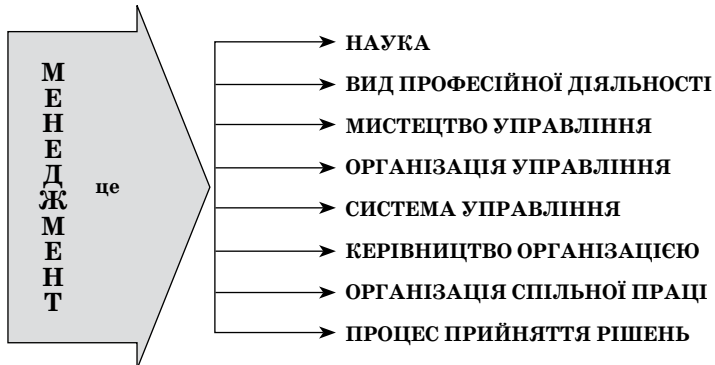 МЕНЕДЖМЕНТ
це
НАУКА
ВИД ПРОФЕСІЙНОЇ ДІЯЛЬНОСТІ
МИСТЕЦТВО УПРАВЛІННЯ
ОРГАНІЗАЦІЯ УПРАВЛІННЯ
СИСТЕМА УПРАВЛІННЯ
КЕРІВНИЦТВО ОРГАНІЗАЦІЄЮ
ОРГАНІЗАЦІЯ СПІЛЬНОЇ ПРАЦІ
ПРОЦЕС ПРИЙНЯТТЯ РІШЕНЬ